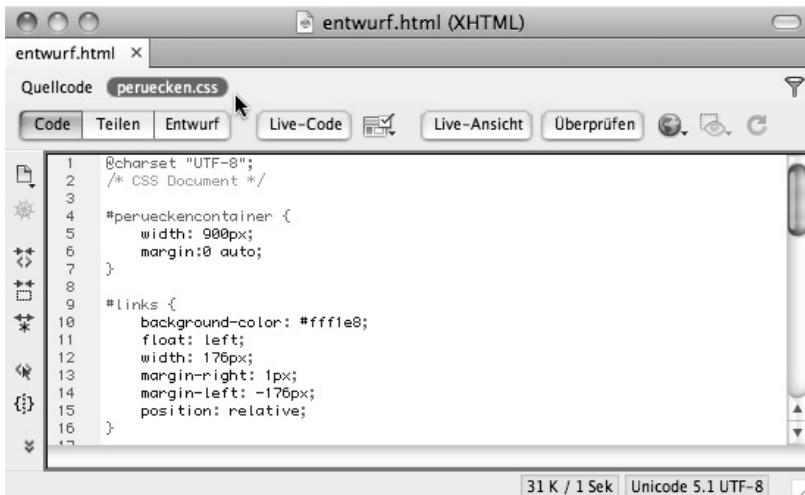 entwurf.html (XHTML)
entwurf.html ×
Quellcode peruecken.css
Code Teilen Entwurf Live-Code Live-Ansicht Überprüfen
1 @charset "UTF-8";
2 /* CSS Document */
3
4 #perueckencontainer {
5 width: 900px;
6 margin:0 auto;
7 }
8
9 #links {
10 background-color: #fff1e8;
11 float: left;
12 width: 176px;
13 margin-right: 1px;
14 margin-left: -176px;
15 position: relative;
16 }
17
31 K / 1 Sek Unicode 5.1 UTF-8